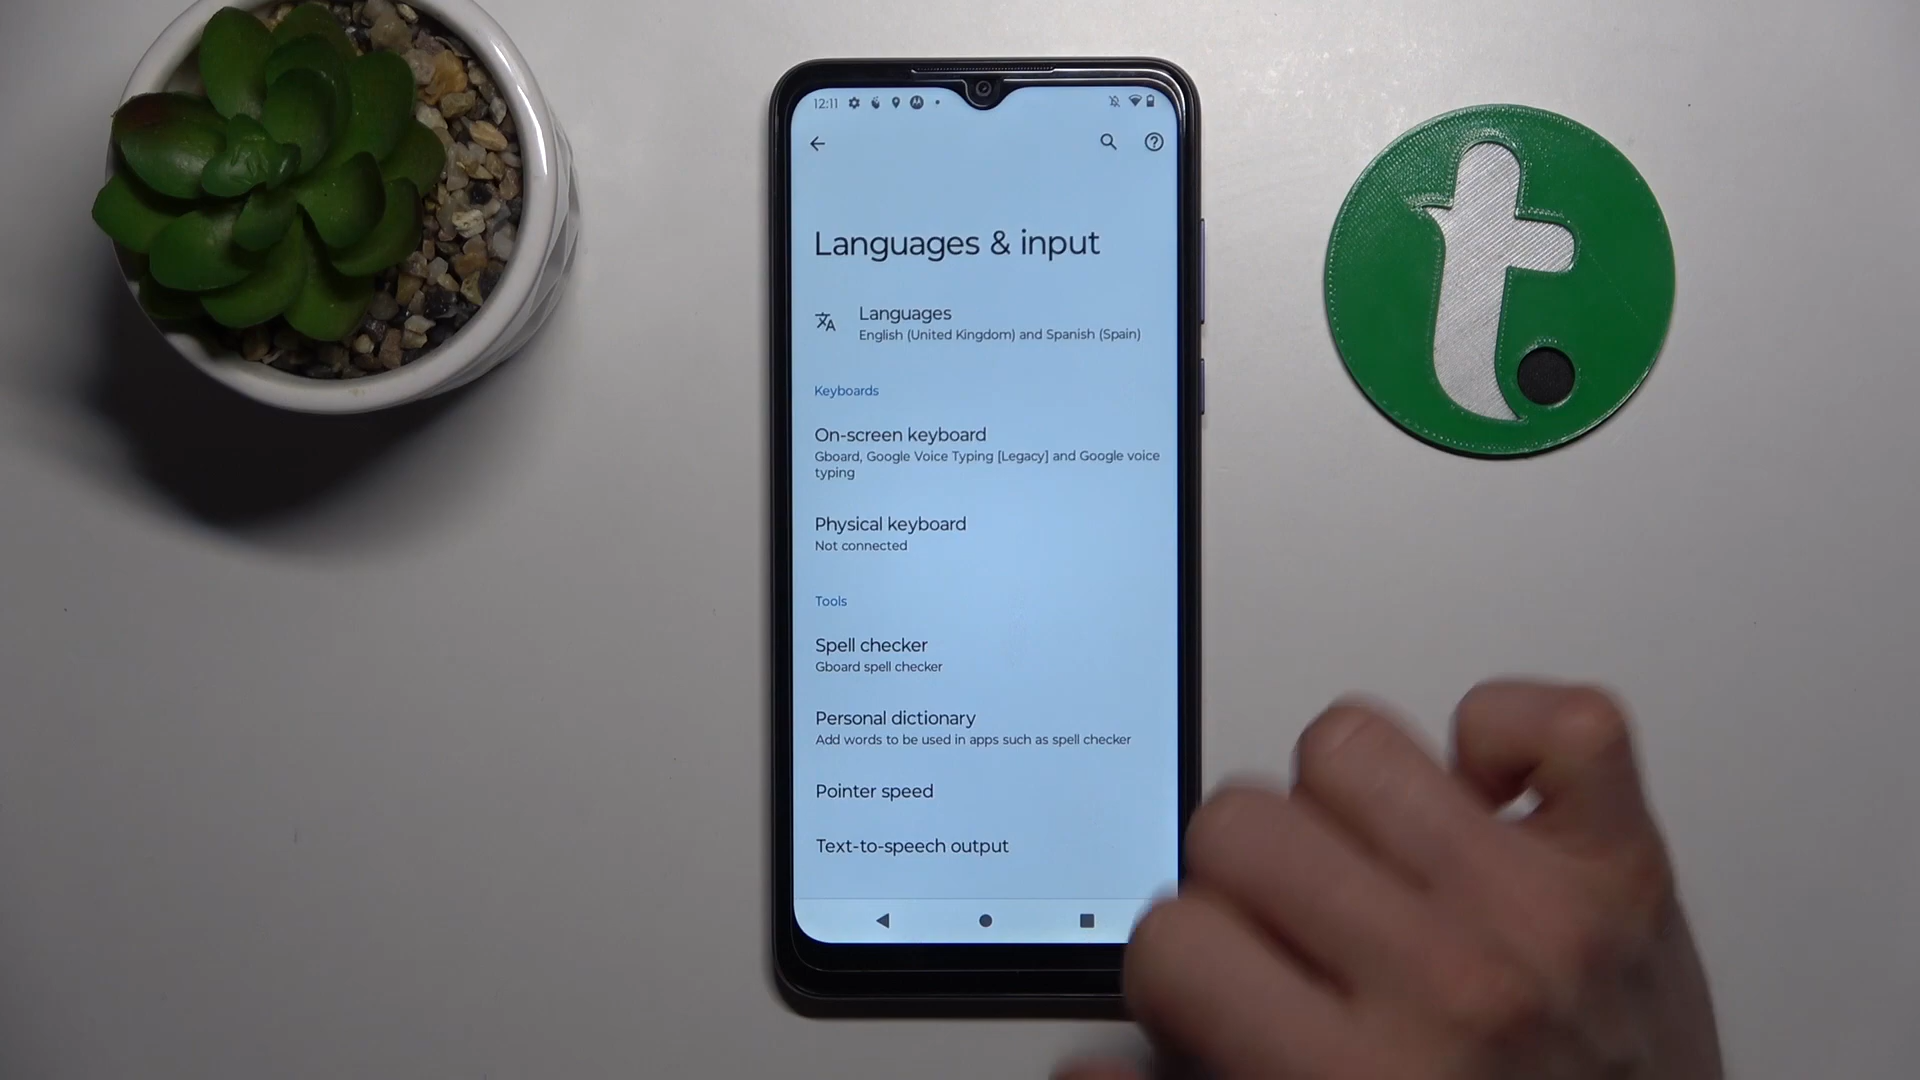 12:11
Languages & input
Languages
English (United Kingdom) and Spanish (Spain)
Keyboards
On-screen keyboard
Gboard, Google Voice Typing [Legacy] and Google voice
typing
Physical keyboard
Not connected
Tools
Spell checker
Gboard spell checker
Personal dictionary
Add words to be used in apps such as spell checker
Pointer speed
Text-to-speech output
t.